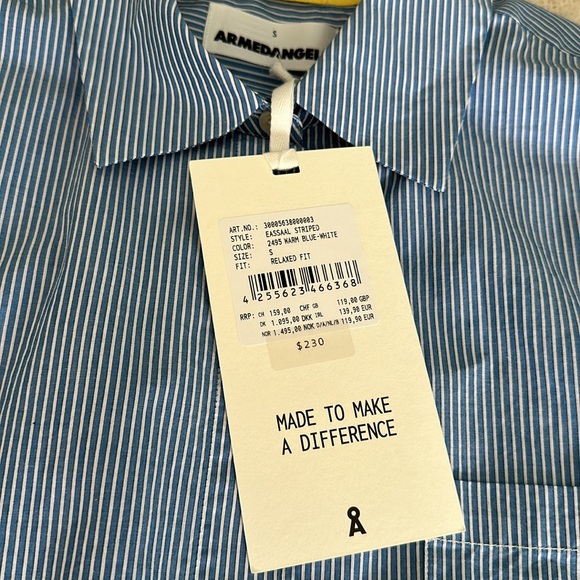 S
ARMEDANGEL
ART.NO.: 30005638000003
STYLE: EASSAAL STRIPED
COLOR: 2495 WARM BLUE-WHITE
SIZE: S
FIT: RELAXED FIT
4 255623 466368
RRP: CH 159,00 CHF GB 119,00 GBP
DK 1.095,00 DKK IRL 139,90 EUR
NOR 1.495,00 NOK D/A/NL/B 119,90 EUR
$230
MADE TO MAKE
A DIFFERENCE